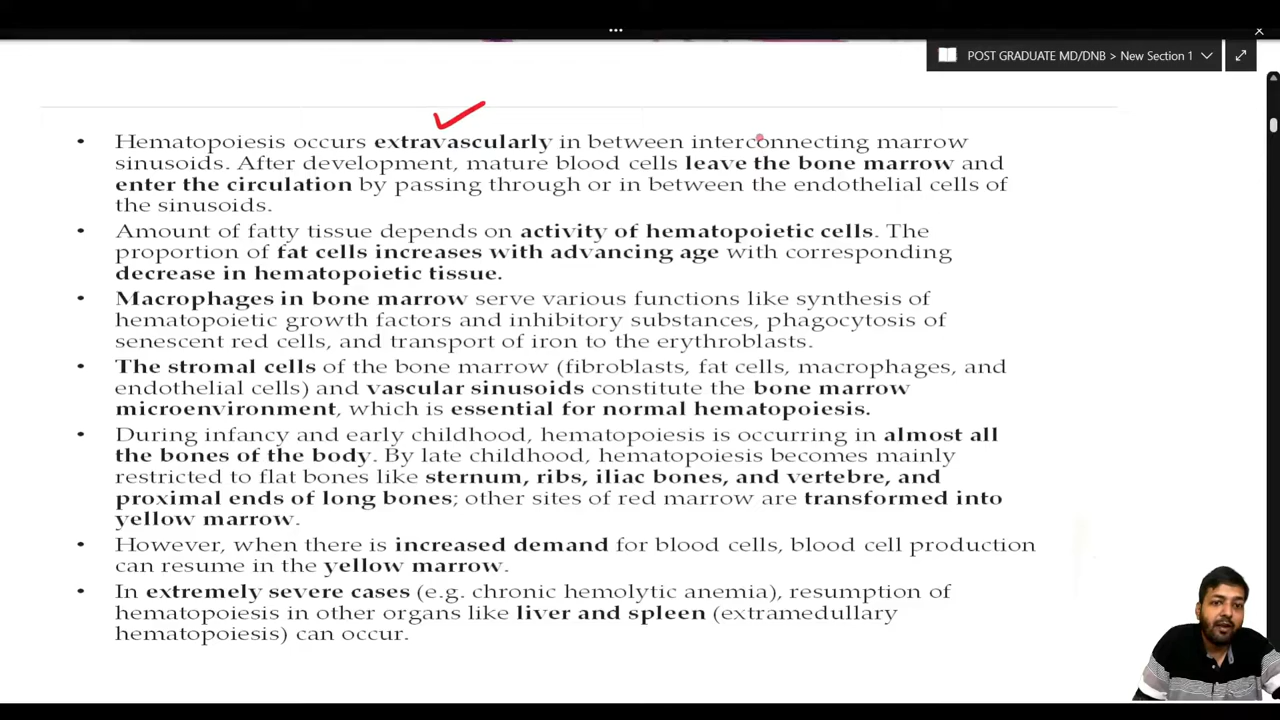 POST GRADUATE MD/DNB > New Section 1
• Hematopoiesis occurs extravascularly in between interconnecting marrow
sinusoids. After development, mature blood cells leave the bone marrow and
enter the circulation by passing through or in between the endothelial cells of
the sinusoids.
• Amount of fatty tissue depends on activity of hematopoietic cells. The
proportion of fat cells increases with advancing age with corresponding
decrease in hematopoietic tissue.
• Macrophages in bone marrow serve various functions like synthesis of
hematopoietic growth factors and inhibitory substances, phagocytosis of
senescent red cells, and transport of iron to the erythroblasts.
• The stromal cells of the bone marrow (fibroblasts, fat cells, macrophages, and
endothelial cells) and vascular sinusoids constitute the bone marrow
microenvironment, which is essential for normal hematopoiesis.
• During infancy and early childhood, hematopoiesis is occurring in almost all
the bones of the body. By late childhood, hematopoiesis becomes mainly
restricted to flat bones like sternum, ribs, iliac bones, and vertebre, and
proximal ends of long bones; other sites of red marrow are transformed into
yellow marrow.
• However, when there is increased demand for blood cells, blood cell production
can resume in the yellow marrow.
• In extremely severe cases (e.g. chronic hemolytic anemia), resumption of
hematopoiesis in other organs like liver and spleen (extramedullary
hematopoiesis) can occur.